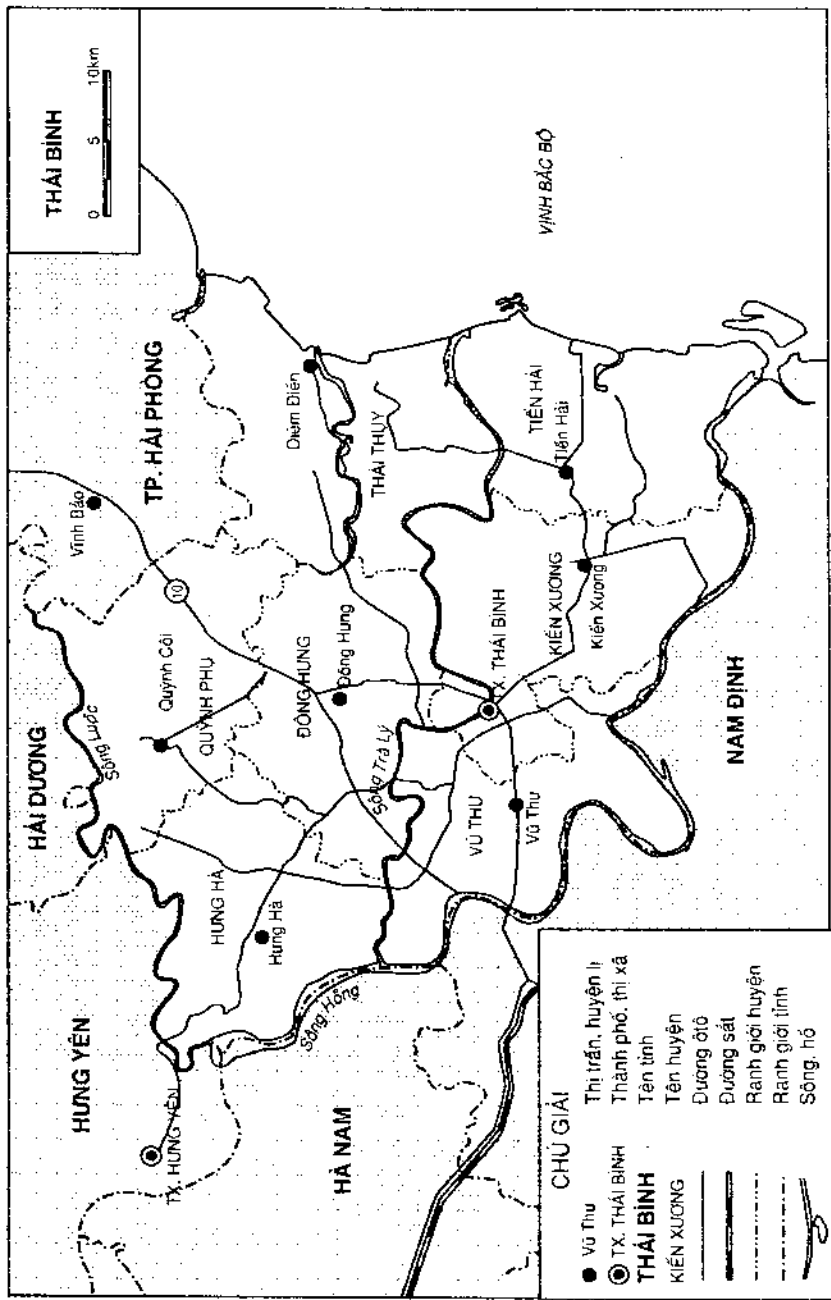 THÁI BÌNH
0 5 10km
HƯNG YÊN
HẢI DƯƠNG
TP. HẢI PHÒNG
HÀ NAM
NAM ĐỊNH
VỊNH BẮC BỘ
TX. HƯNG YÊN
Sông Luộc
Vĩnh Bảo
10
Quỳnh Côi
QUỲNH PHỤ
HƯNG HÀ
Hưng Hà
ĐÔNG HƯNG
Đông Hưng
Diêm Điền
THÁI THỤY
Sông Hồng
Sông Trà Lý
TX. THÁI BÌNH
VŨ THƯ
Vũ Thư
KIẾN XƯƠNG
Kiến Xương
TIỀN HẢI
Tiền Hải
CHÚ GIẢI
Vũ Thư Thị trấn, huyện lị
TX. THÁI BÌNH Thành phố, thị xã
THÁI BÌNH Tên tỉnh
KIẾN XƯƠNG Tên huyện
Đường ôtô
Đường sắt
Ranh giới huyện
Ranh giới tỉnh
Sông, hồ